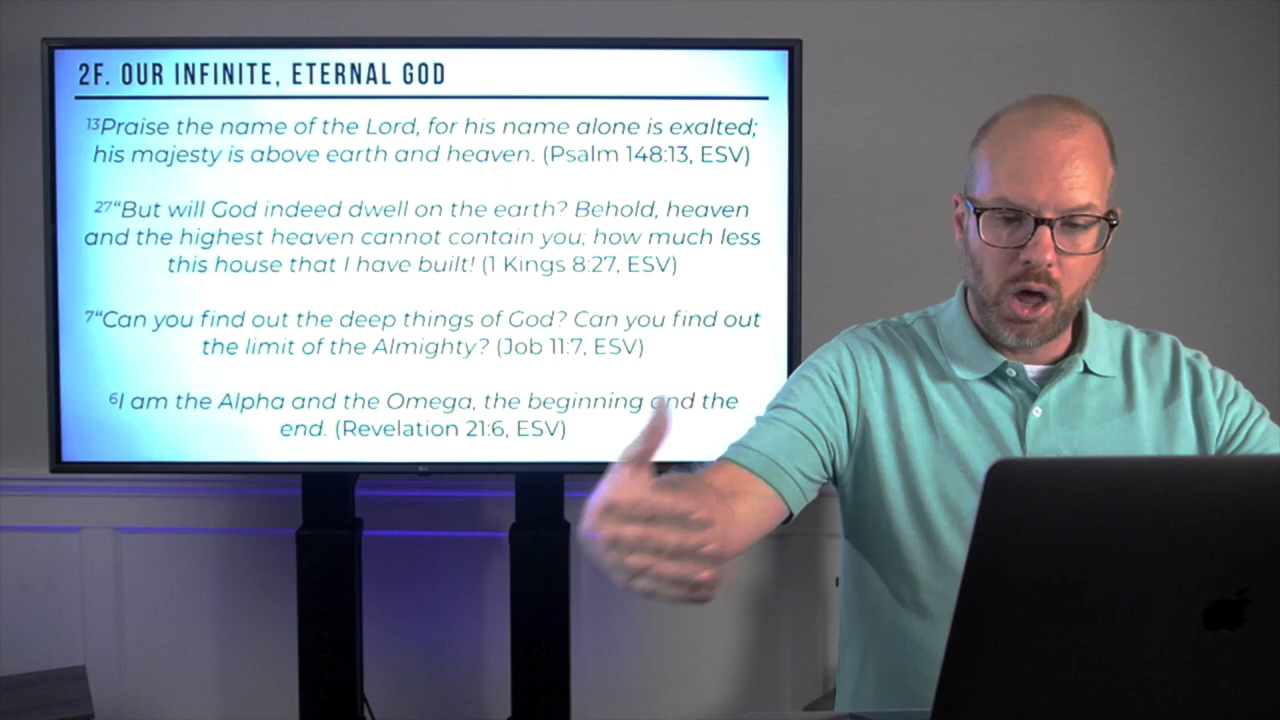 2F. OUR INFINITE, ETERNAL GOD
13Praise the name of the Lord, for his name alone is exalted;
his majesty is above earth and heaven. (Psalm 148:13, ESV)
27“But will God indeed dwell on the earth? Behold, heaven
and the highest heaven cannot contain you; how much less
this house that I have built! (1 Kings 8:27, ESV)
7“Can you find out the deep things of God? Can you find out
the limit of the Almighty? (Job 11:7, ESV)
6I am the Alpha and the Omega, the beginning and the
end. (Revelation 21:6, ESV)